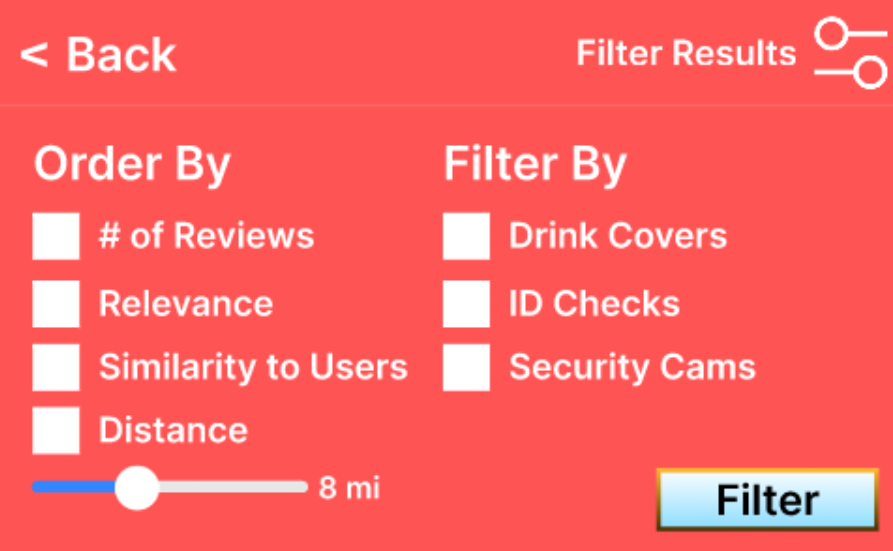 < Back
Filter Results
Order By
# of Reviews
Relevance
Similarity to Users
Distance
8 mi
Filter By
Drink Covers
ID Checks
Security Cams
Filter